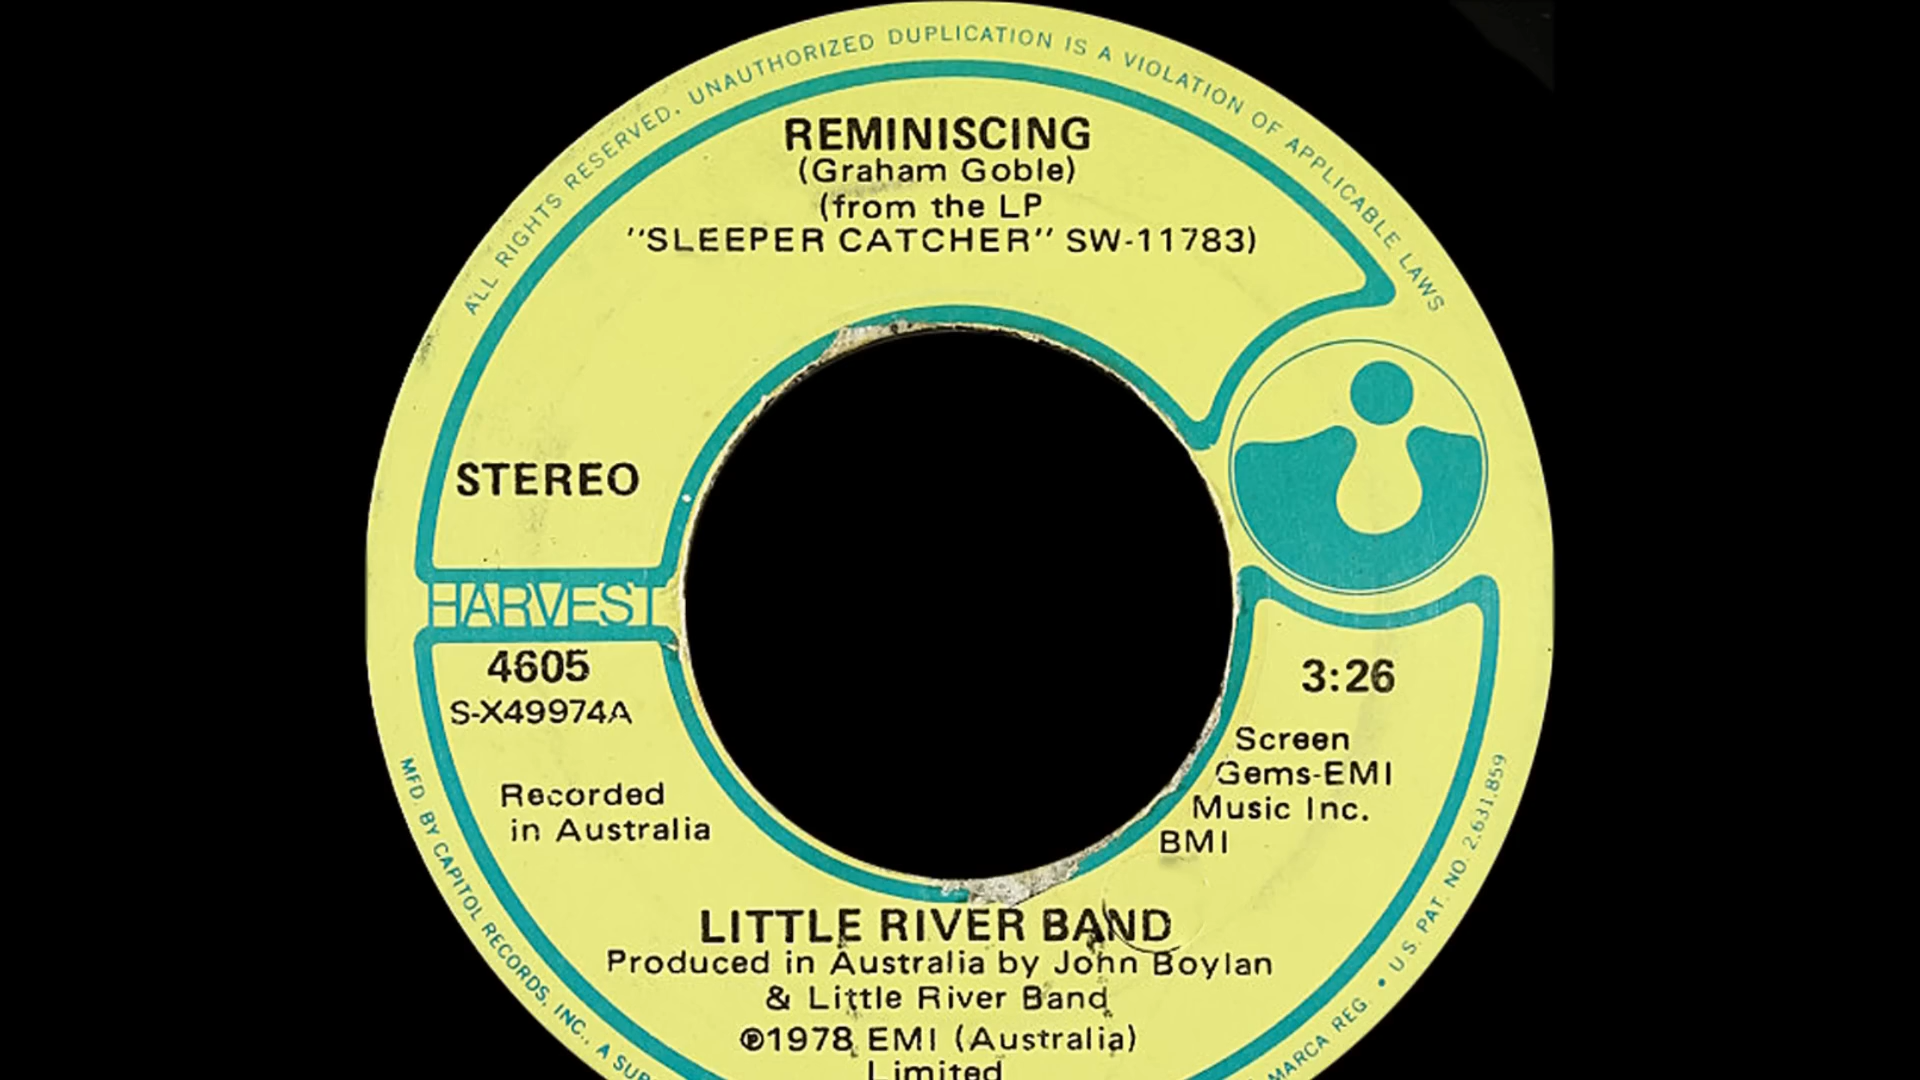 ALL RIGHTS RESERVED. UNAUTHORIZED DUPLICATION IS A VIOLATION OF APPLICABLE LAWS
REMINISCING
(Graham Goble)
(from the LP
"SLEEPER CATCHER" SW-11783)
STEREO
HARVEST
4605
S-X49974A
Recorded
in Australia
3:26
Screen
Gems-EMI
Music Inc.
BMI
LITTLE RIVER BAND
Produced in Australia by John Boylan
& Little River Band
℗1978 EMI (Australia)
Limited
MFD. BY CAPITOL RECORDS, INC., A SUB
MARCA REG. • U.S. PAT. NO. 2,631,859